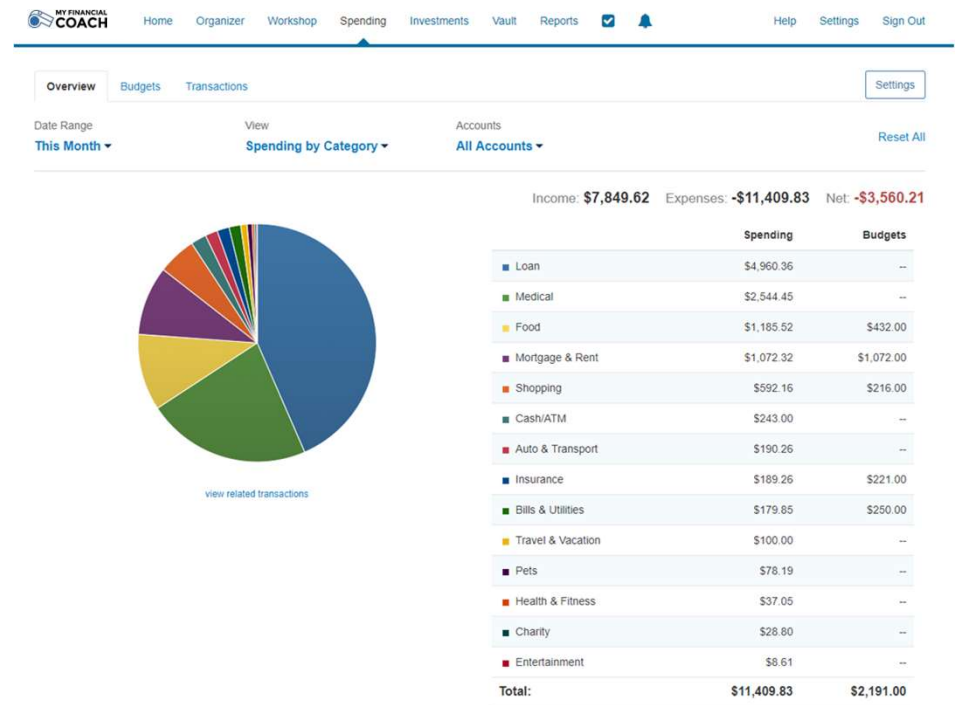 MY FINANCIAL
COACH
Home Organizer Workshop Spending Investments Vault Reports Help Settings Sign Out
Overview Budgets Transactions Settings
Date Range View Accounts
This Month Spending by Category All Accounts Reset All
Income: $7,849.62 Expenses: -$11,409.83 Net: -$3,560.21
Spending Budgets
Loan $4,960.36 --
Medical $2,544.45 --
Food $1,185.52 $432.00
Mortgage & Rent $1,072.32 $1,072.00
Shopping $592.16 $216.00
Cash/ATM $243.00 --
Auto & Transport $190.26 --
Insurance $189.26 $221.00
view related transactions
Bills & Utilities $179.85 $250.00
Travel & Vacation $100.00 --
Pets $78.19 --
Health & Fitness $37.05 --
Charity $28.80 --
Entertainment $8.61 --
Total: $11,409.83 $2,191.00